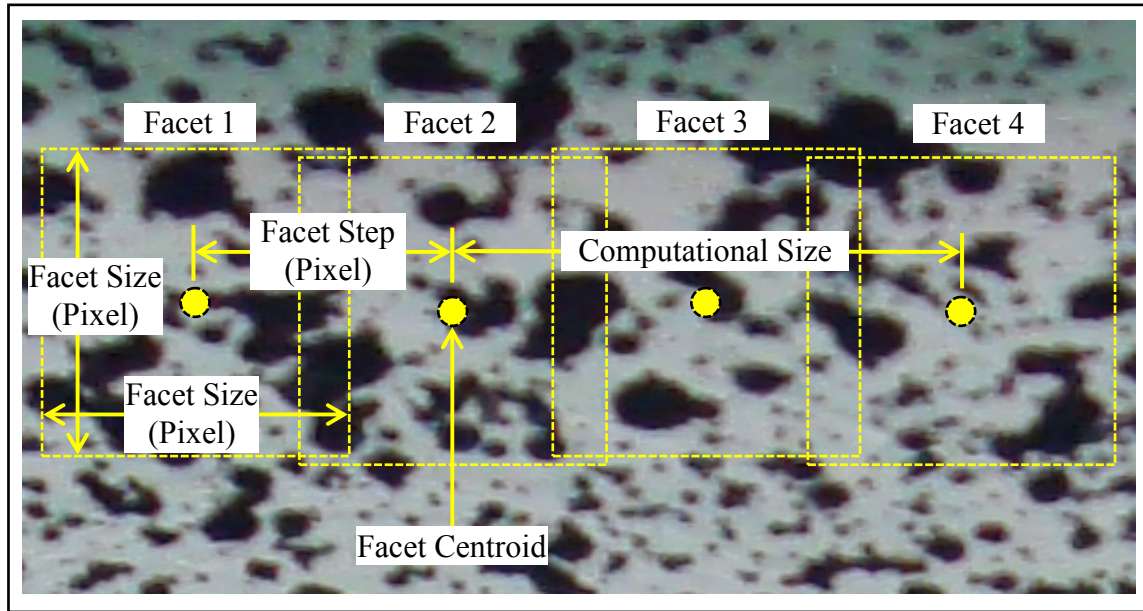 Facet 1
Facet 2
Facet 3
Facet 4
Facet Step
(Pixel)
Computational Size
Facet Size
(Pixel)
Facet Size
(Pixel)
Facet Centroid